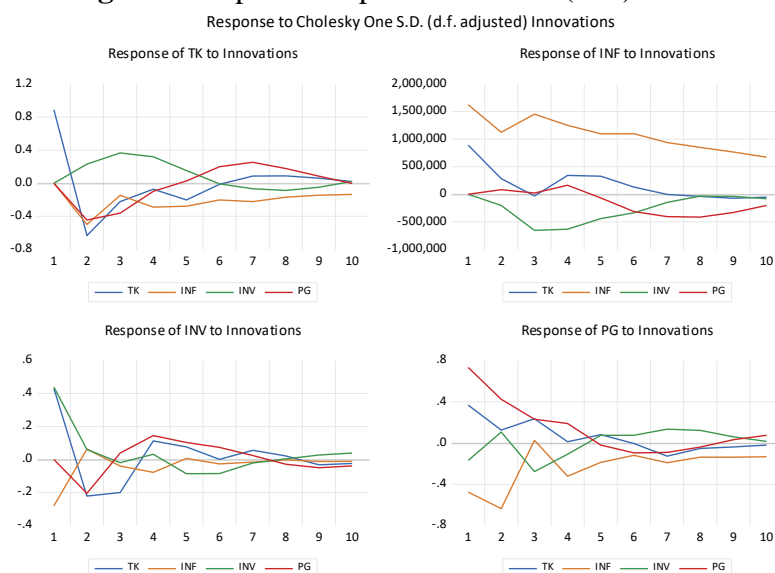 Response to Cholesky One S.D. (d.f. adjusted) Innovations
Response of TK to Innovations
1.2
0.8
0.4
0.0
-0.4
-0.8
1 2 3 4 5 6 7 8 9 10
TK INF INV PG
Response of INF to Innovations
2,000,000
1,500,000
1,000,000
500,000
0
-500,000
-1,000,000
1 2 3 4 5 6 7 8 9 10
TK INF INV PG
Response of INV to Innovations
.6
.4
.2
.0
-.2
-.4
1 2 3 4 5 6 7 8 9 10
TK INF INV PG
Response of PG to Innovations
.8
.4
.0
-.4
-.8
1 2 3 4 5 6 7 8 9 10
TK INF INV PG